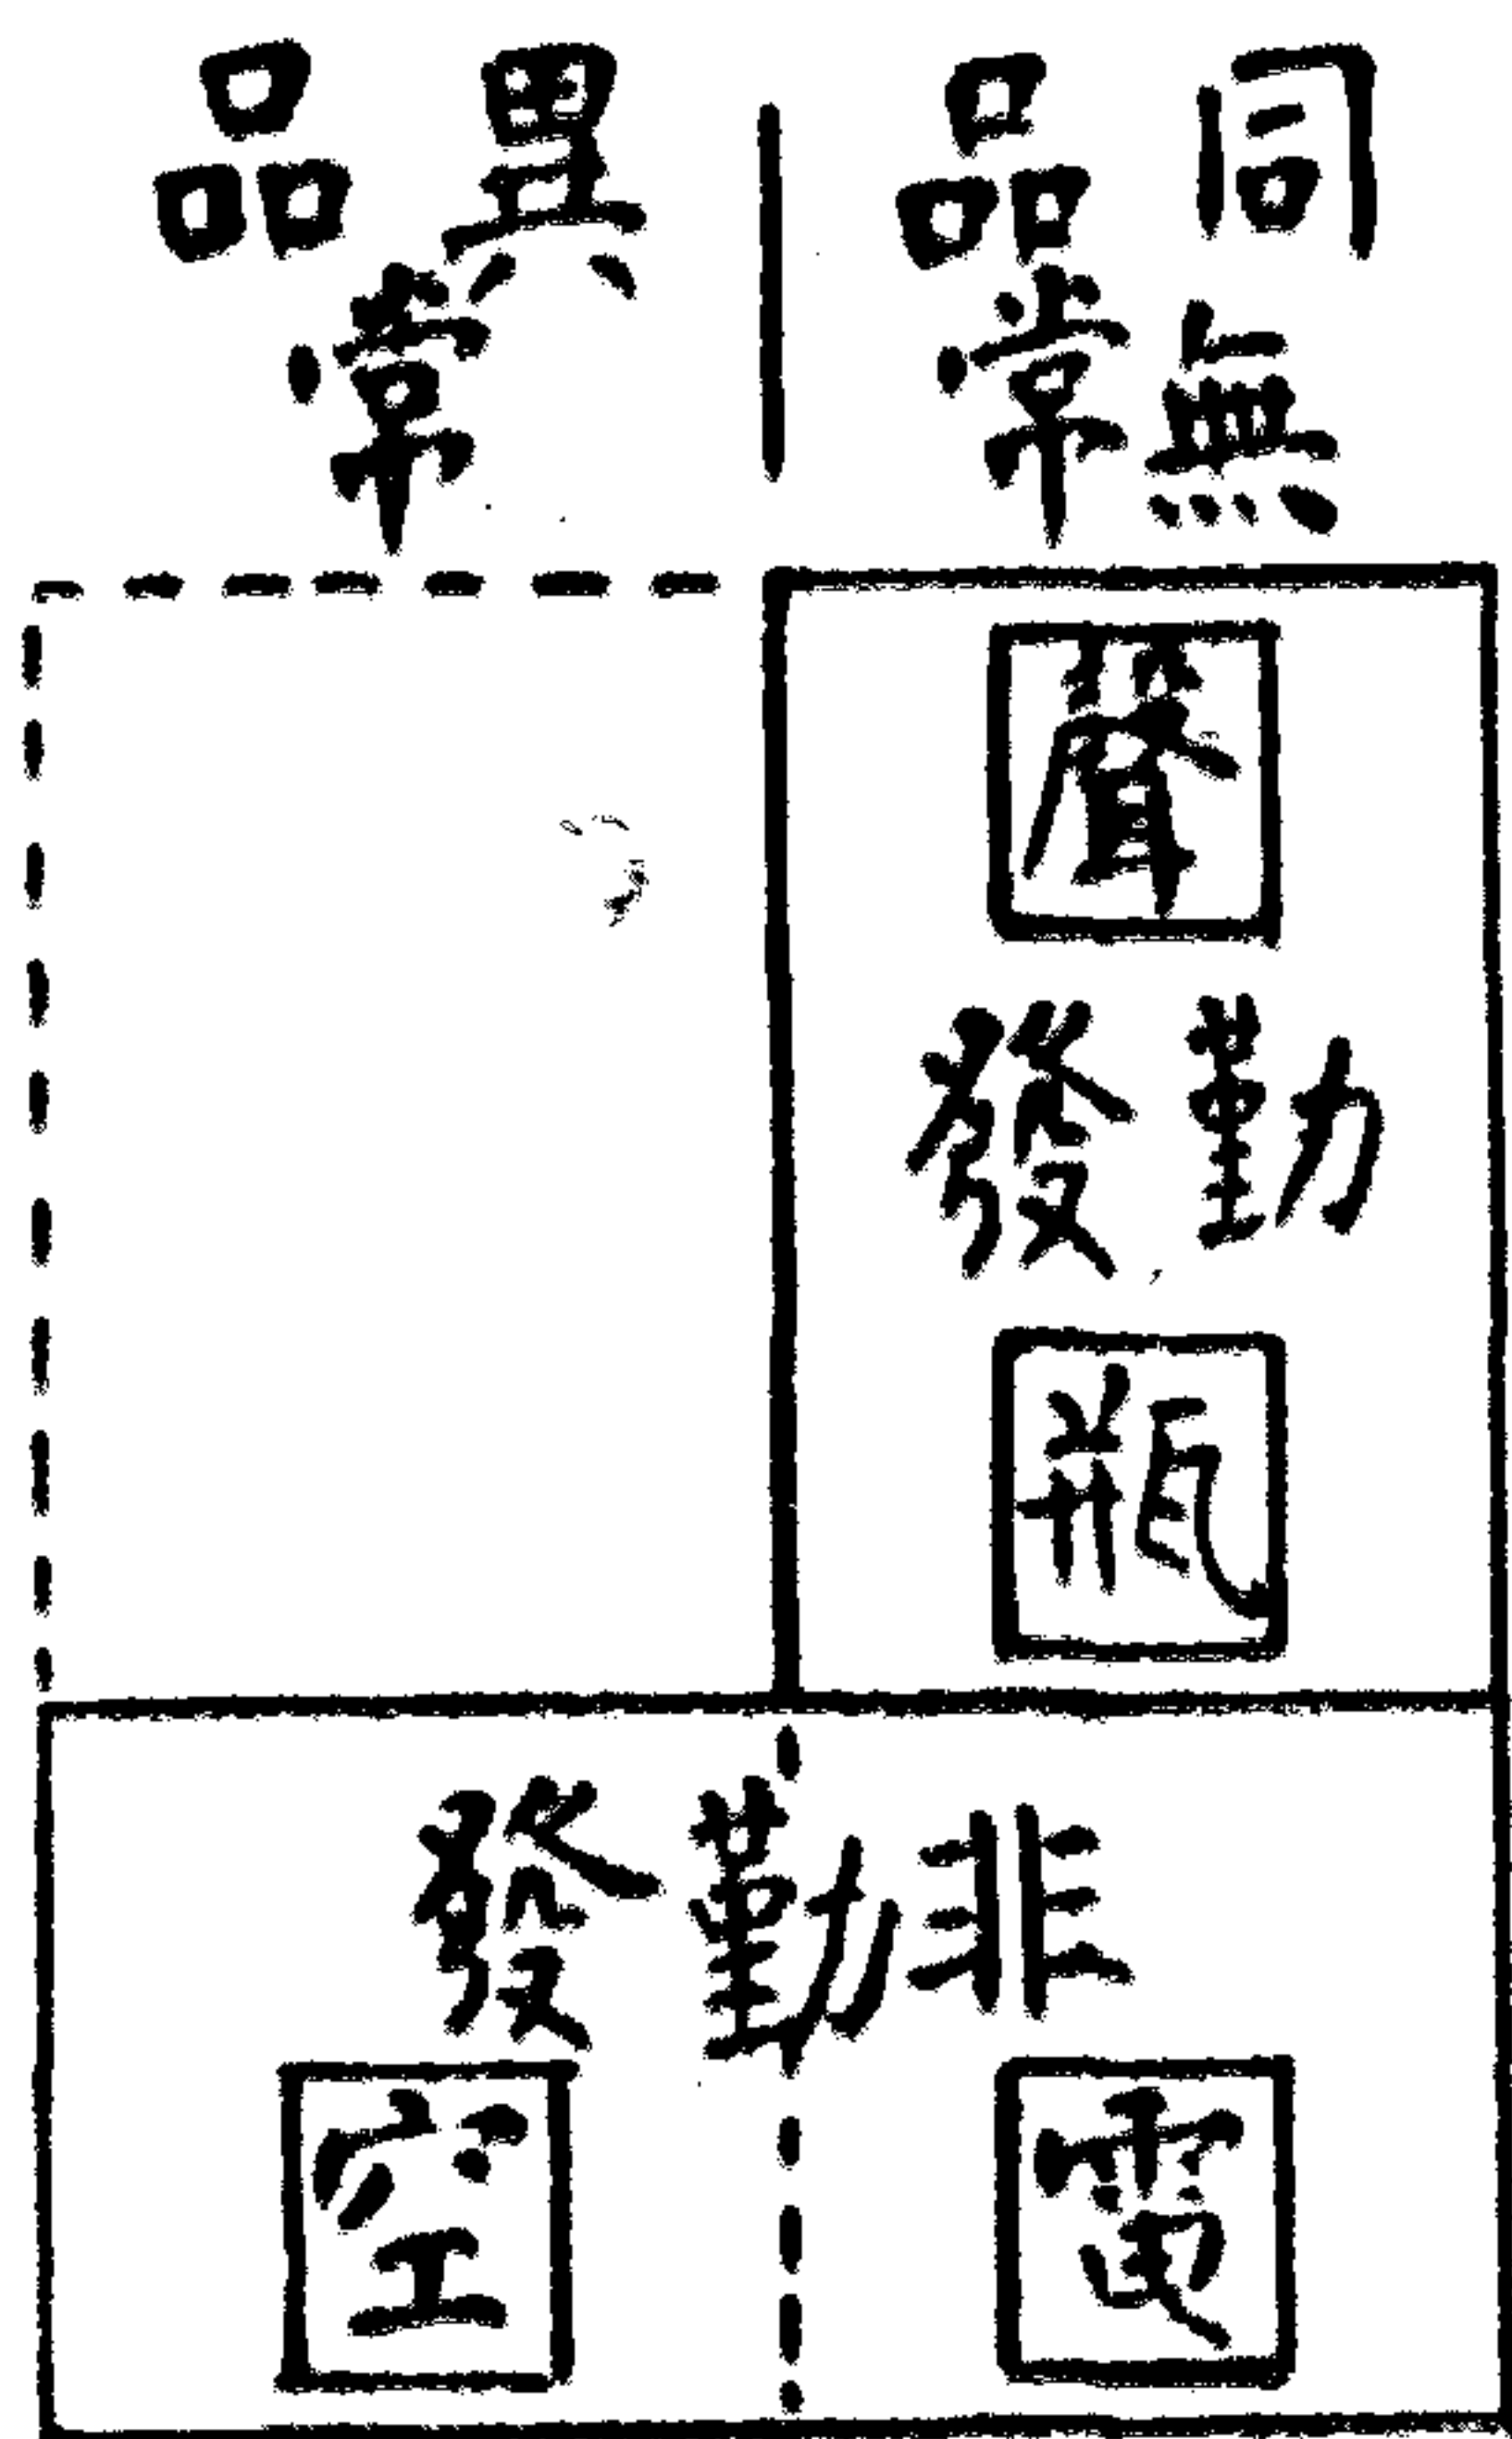 同品
無常、
異品
常、
聲
勤發
瓶
非勤發
電
空